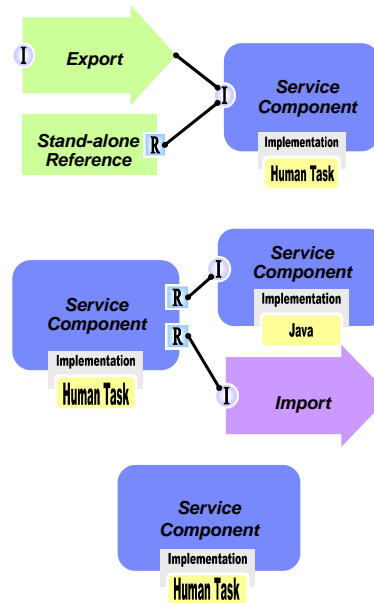 I
Export
I
Service
Component
Stand-alone
Reference
R
Implementation
Human Task
Service
Component
I
R
Implementation
Java
Service
Component
R
Implementation
Human Task
I
Import
Service
Component
Implementation
Human Task